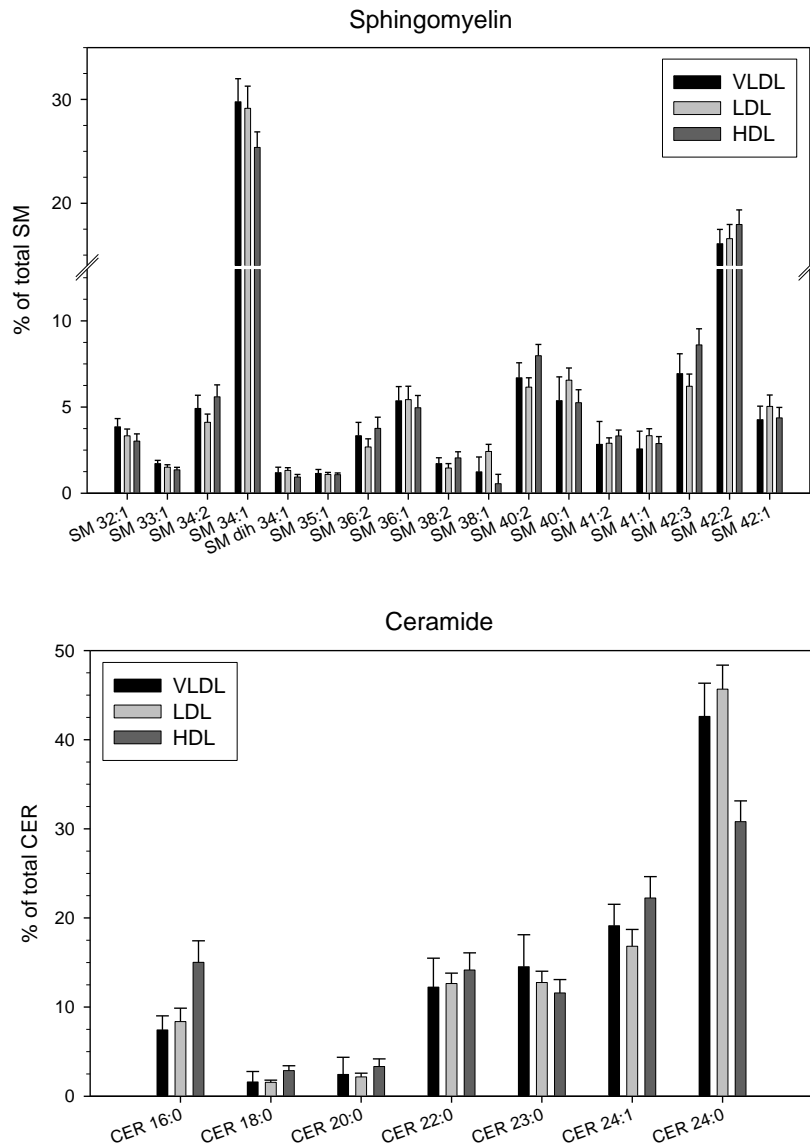 Sphingomyelin
% of total SM
30
20
10
5
0
VLDL
LDL
HDL
SM 32:1
SM 33:1
SM 34:2
SM 34:1
SM dih 34:1
SM 35:1
SM 36:2
SM 36:1
SM 38:2
SM 38:1
SM 40:2
SM 40:1
SM 41:2
SM 41:1
SM 42:3
SM 42:2
SM 42:1
Ceramide
% of total CER
50
40
30
20
10
0
VLDL
LDL
HDL
CER 16:0
CER 18:0
CER 20:0
CER 22:0
CER 23:0
CER 24:1
CER 24:0